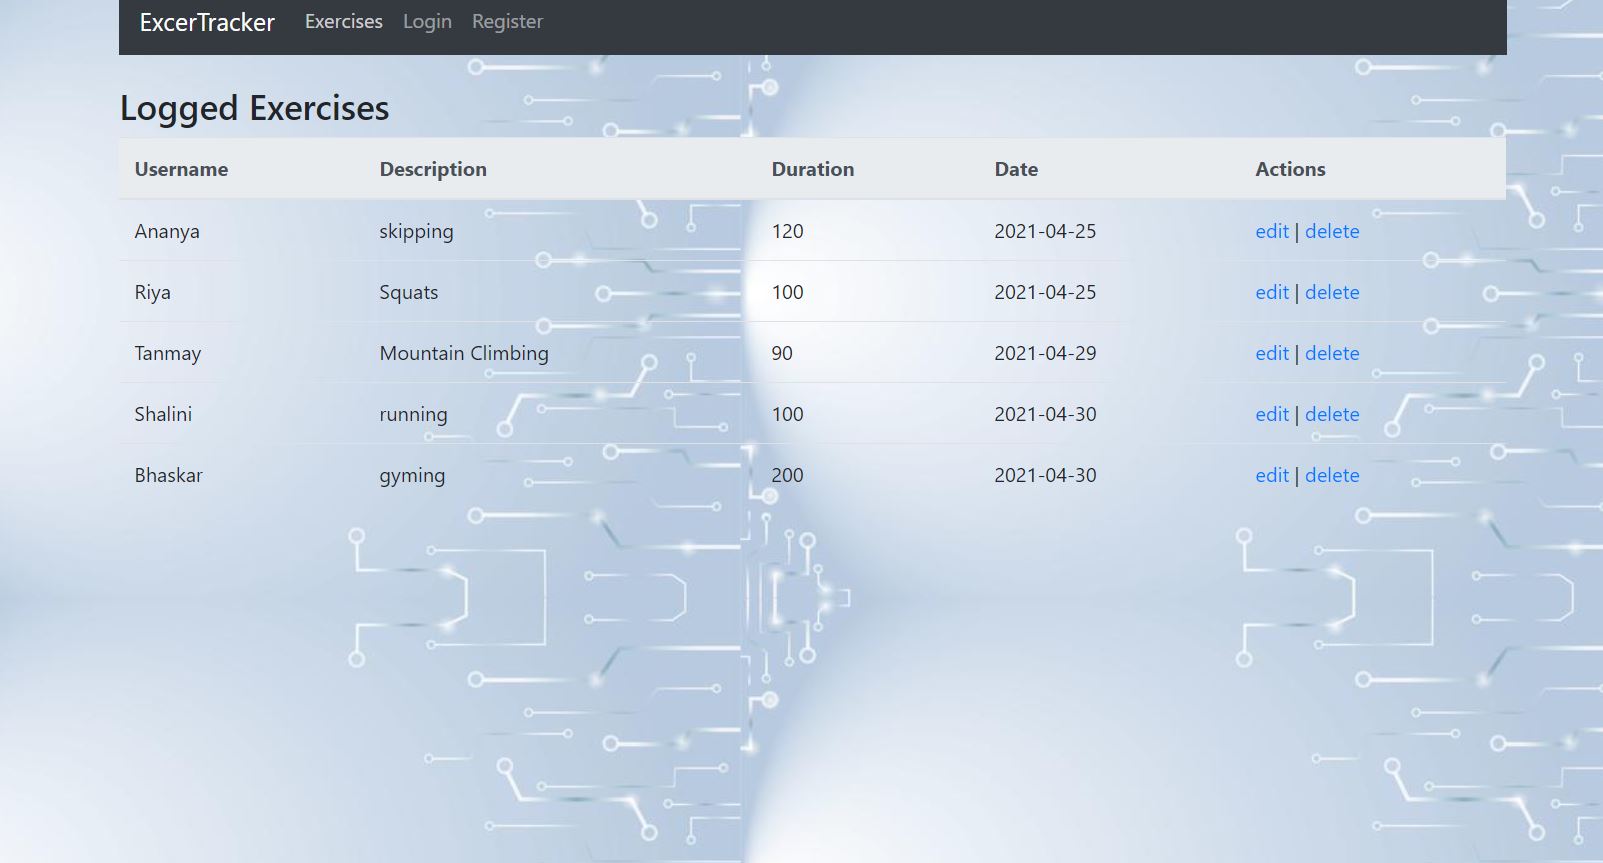 ExcerTracker Exercises Login Register
Logged Exercises
Username Description Duration Date Actions
Ananya skipping 120 2021-04-25 edit | delete
Riya Squats 100 2021-04-25 edit | delete
Tanmay Mountain Climbing 90 2021-04-29 edit | delete
Shalini running 100 2021-04-30 edit | delete
Bhaskar gyming 200 2021-04-30 edit | delete